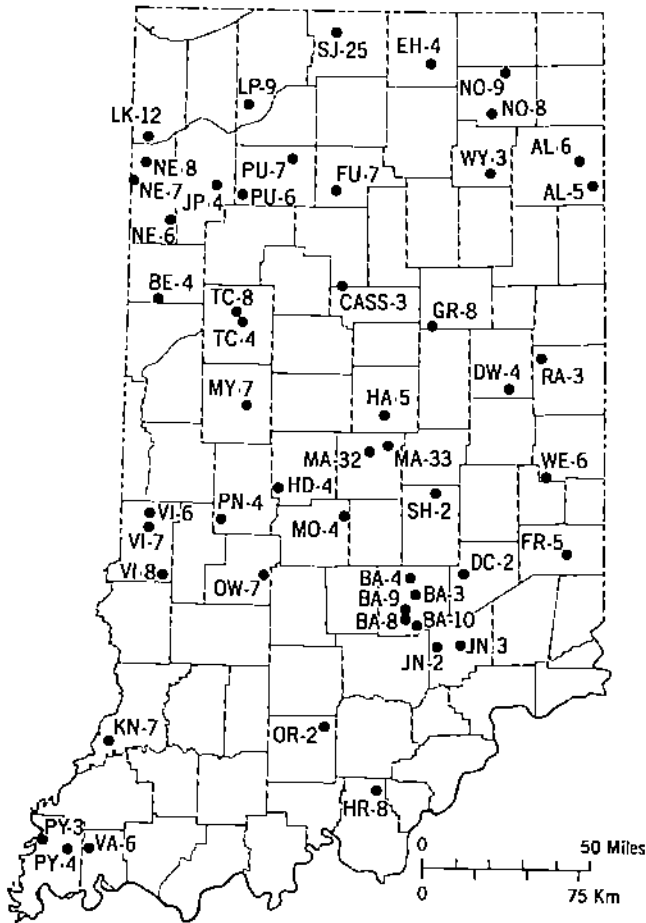 SJ-25
EH-4
NO-9
LP-9
NO-8
LK-12
AL-6
NE-8
PU-7
WY-3
FU-7
NE-7
JP-4
PU-6
AL-5
NE-6
BE-4
TC-8
CASS-3
GR-8
TC-4
RA-3
DW-4
MY-7
HA-5
MA-32
MA-33
WE-6
HD-4
SH-2
VI-6
PN-4
MO-4
VI-7
FR-5
DC-2
VI-8
OW-7
BA-4
BA-3
BA-9
BA-8
BA-10
JN-2
JN-3
KN-7
OR-2
HR-8
PY-3
VA-6
PY-4
0 50 Miles
0 75 Km